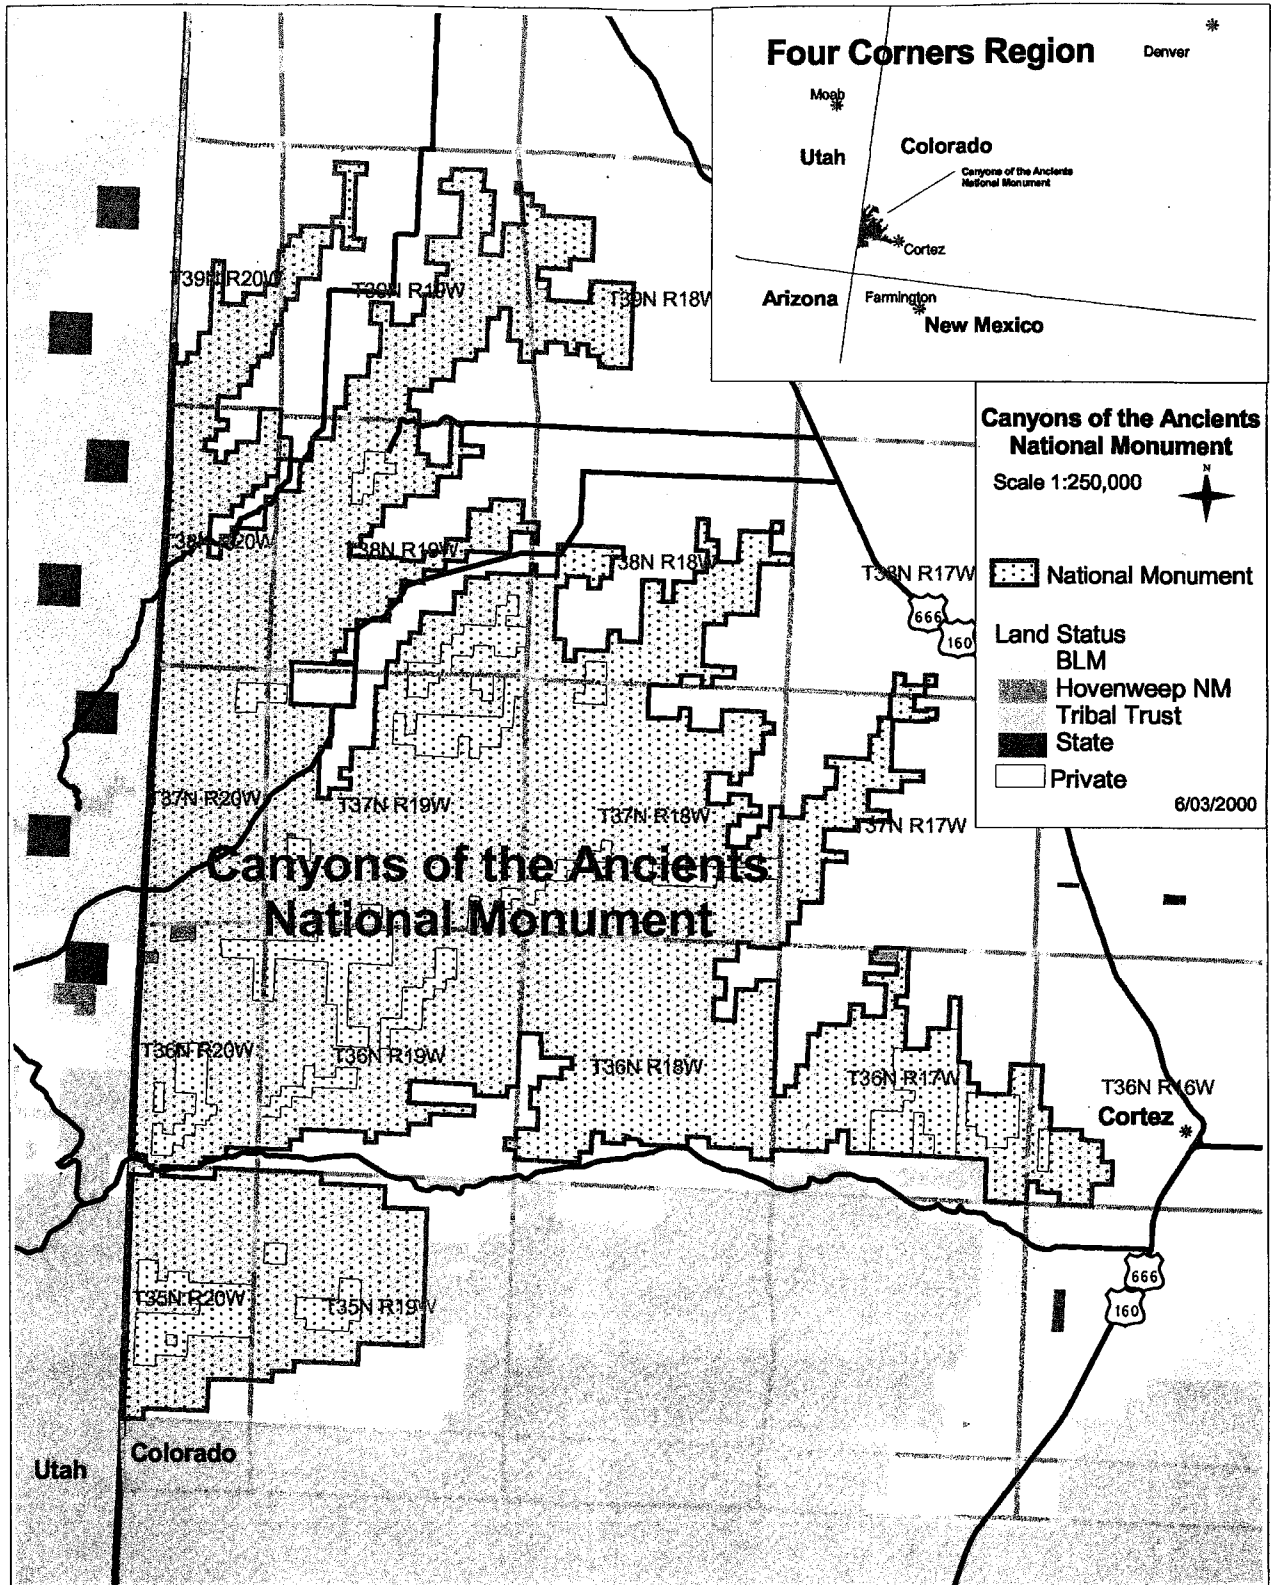 Four Corners Region
Denver
Moab
Utah
Colorado
Canyons of the Ancients
National Monument
Cortez
Arizona
Farmington
New Mexico
Canyons of the Ancients
National Monument
Scale 1:250,000
N
National Monument
Land Status
BLM
Hovenweep NM
Tribal Trust
State
Private
6/03/2000
T39N R20W
T39N R19W
T39N R18W
T38N R20W
T38N R19W
T38N R18W
T38N R17W
666
160
T37N R20W
T37N R19W
T37N R18W
T37N R17W
Canyons of the Ancients
National Monument
T36N R20W
T36N R19W
T36N R18W
T36N R17W
T36N R16W
Cortez
666
160
T35N R20W
T35N R19W
Utah
Colorado